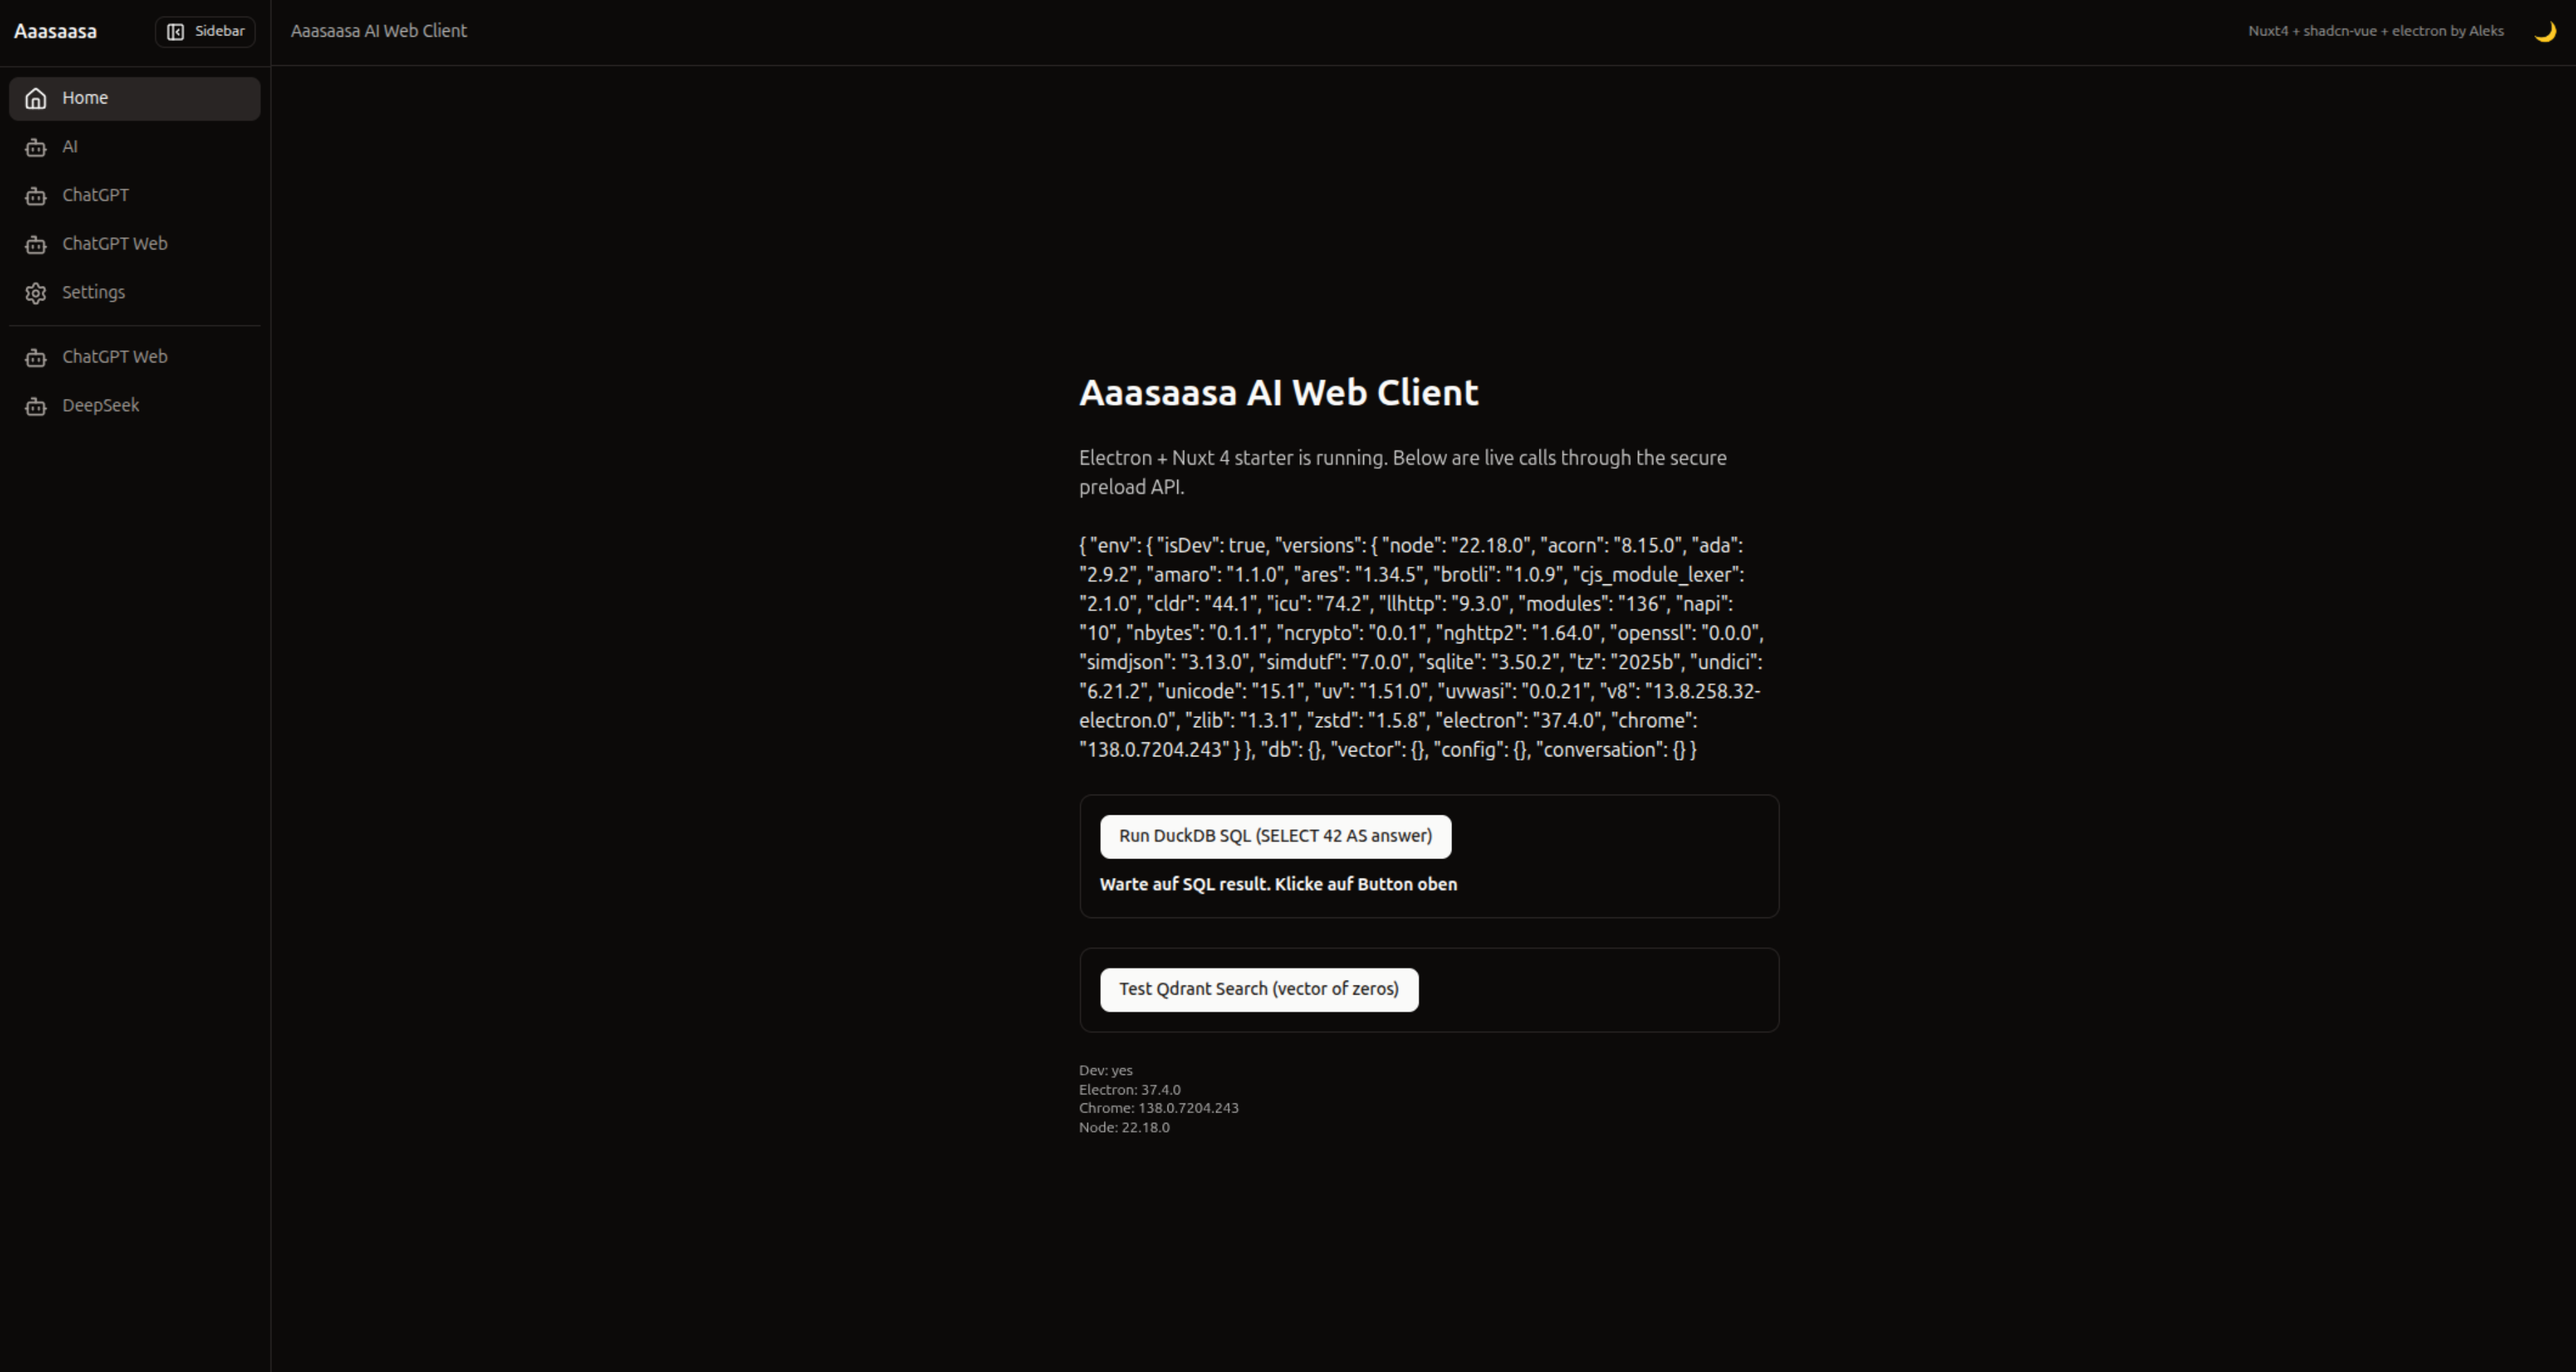 Aaasaasa
Sidebar
Aaasaasa AI Web Client
Nuxt4 + shadcn-vue + electron by Aleks
Home
AI
ChatGPT
ChatGPT Web
Settings
ChatGPT Web
DeepSeek
Aaasaasa AI Web Client
Electron + Nuxt 4 starter is running. Below are live calls through the secure
preload API.
{ "env": { "isDev": true, "versions": { "node": "22.18.0", "acorn": "8.15.0", "ada":
"2.9.2", "amaro": "1.1.0", "ares": "1.34.5", "brotli": "1.0.9", "cjs_module_lexer":
"2.1.0", "cldr": "44.1", "icu": "74.2", "llhttp": "9.3.0", "modules": "136", "napi":
"10", "nbytes": "0.1.1", "ncrypto": "0.0.1", "nghttp2": "1.64.0", "openssl": "0.0.0",
"simdjson": "3.13.0", "simdutf": "7.0.0", "sqlite": "3.50.2", "tz": "2025b", "undici":
"6.21.2", "unicode": "15.1", "uv": "1.51.0", "uvwasi": "0.0.21", "v8": "13.8.258.32-
electron.0", "zlib": "1.3.1", "zstd": "1.5.8", "electron": "37.4.0", "chrome":
"138.0.7204.243" } }, "db": {}, "vector": {}, "config": {}, "conversation": {} }
Run DuckDB SQL (SELECT 42 AS answer)
Warte auf SQL result. Klicke auf Button oben
Test Qdrant Search (vector of zeros)
Dev: yes
Electron: 37.4.0
Chrome: 138.0.7204.243
Node: 22.18.0